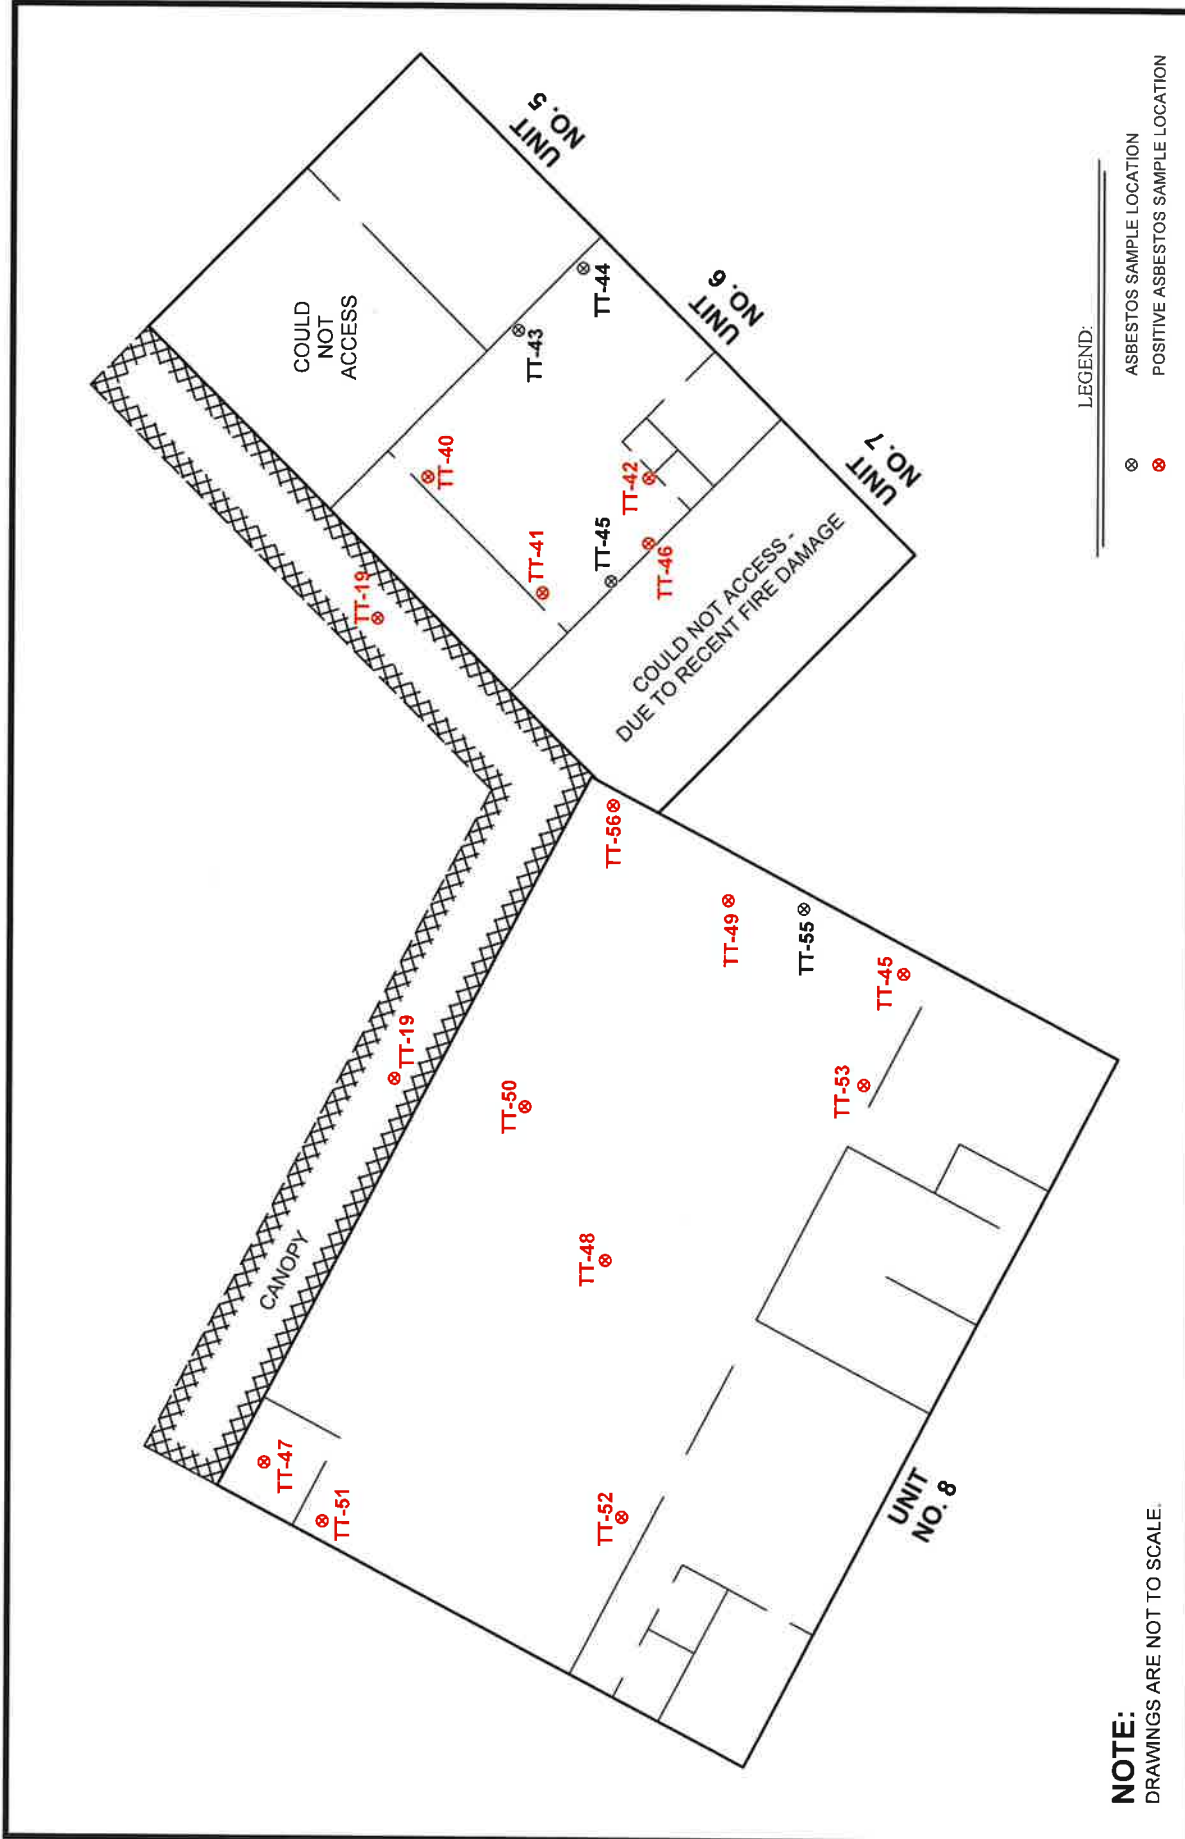 CANOPY
COULD
NOT
ACCESS
UNIT
NO. 5
UNIT
NO. 6
UNIT
NO. 7
UNIT
NO. 8
COULD NOT ACCESS -
DUE TO RECENT FIRE DAMAGE
TT-47
TT-51
TT-52
TT-48
TT-50
TT-19
TT-53
TT-45
TT-55
TT-49
TT-56
TT-19
TT-41
TT-40
TT-45
TT-46
TT-42
TT-43
TT-44
NOTE:
DRAWINGS ARE NOT TO SCALE.
LEGEND:
ASBESTOS SAMPLE LOCATION
POSITIVE ASBESTOS SAMPLE LOCATION